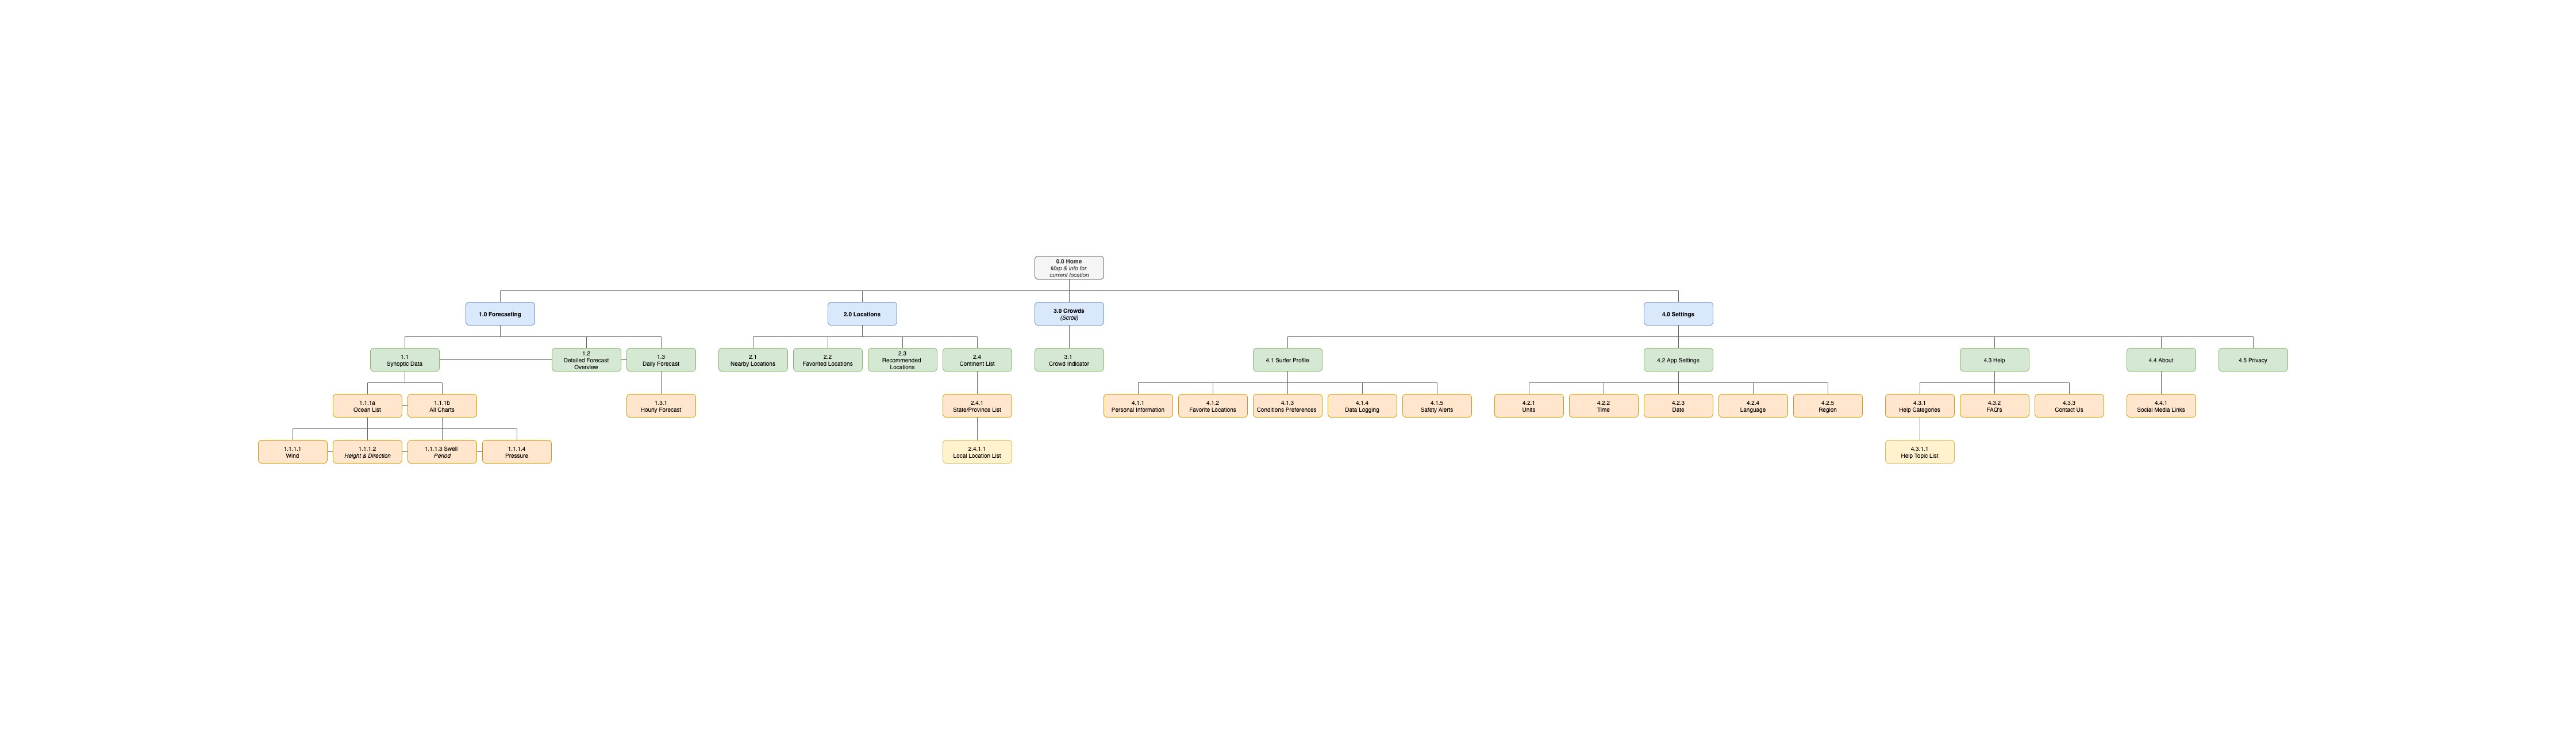 0.0 Home
Map & info for
current location
1.0 Forecasting
2.0 Locations
3.0 Crowds
(Scroll)
4.0 Settings
1.1
Synoptic Data
1.2
Detailed Forecast
Overview
1.3
Daily Forecast
2.1
Nearby Locations
2.2
Favorited Locations
2.3
Recommended
Locations
2.4
Continent List
3.1
Crowd Indicator
4.1 Surfer Profile
4.2 App Settings
4.3 Help
4.4 About
4.5 Privacy
1.1.1a
Ocean List
1.1.1b
All Charts
1.3.1
Hourly Forecast
2.4.1
State/Province List
4.1.1
Personal Information
4.1.2
Favorite Locations
4.1.3
Conditions Preferences
4.1.4
Data Logging
4.1.5
Safety Alerts
4.2.1
Units
4.2.2
Time
4.2.3
Date
4.2.4
Language
4.2.5
Region
4.3.1
Help Categories
4.3.2
FAQ's
4.3.3
Contact Us
4.4.1
Social Media Links
1.1.1.1
Wind
1.1.1.2
Height & Direction
1.1.1.3 Swell
Period
1.1.1.4
Pressure
2.4.1.1
Local Location List
4.3.1.1
Help Topic List